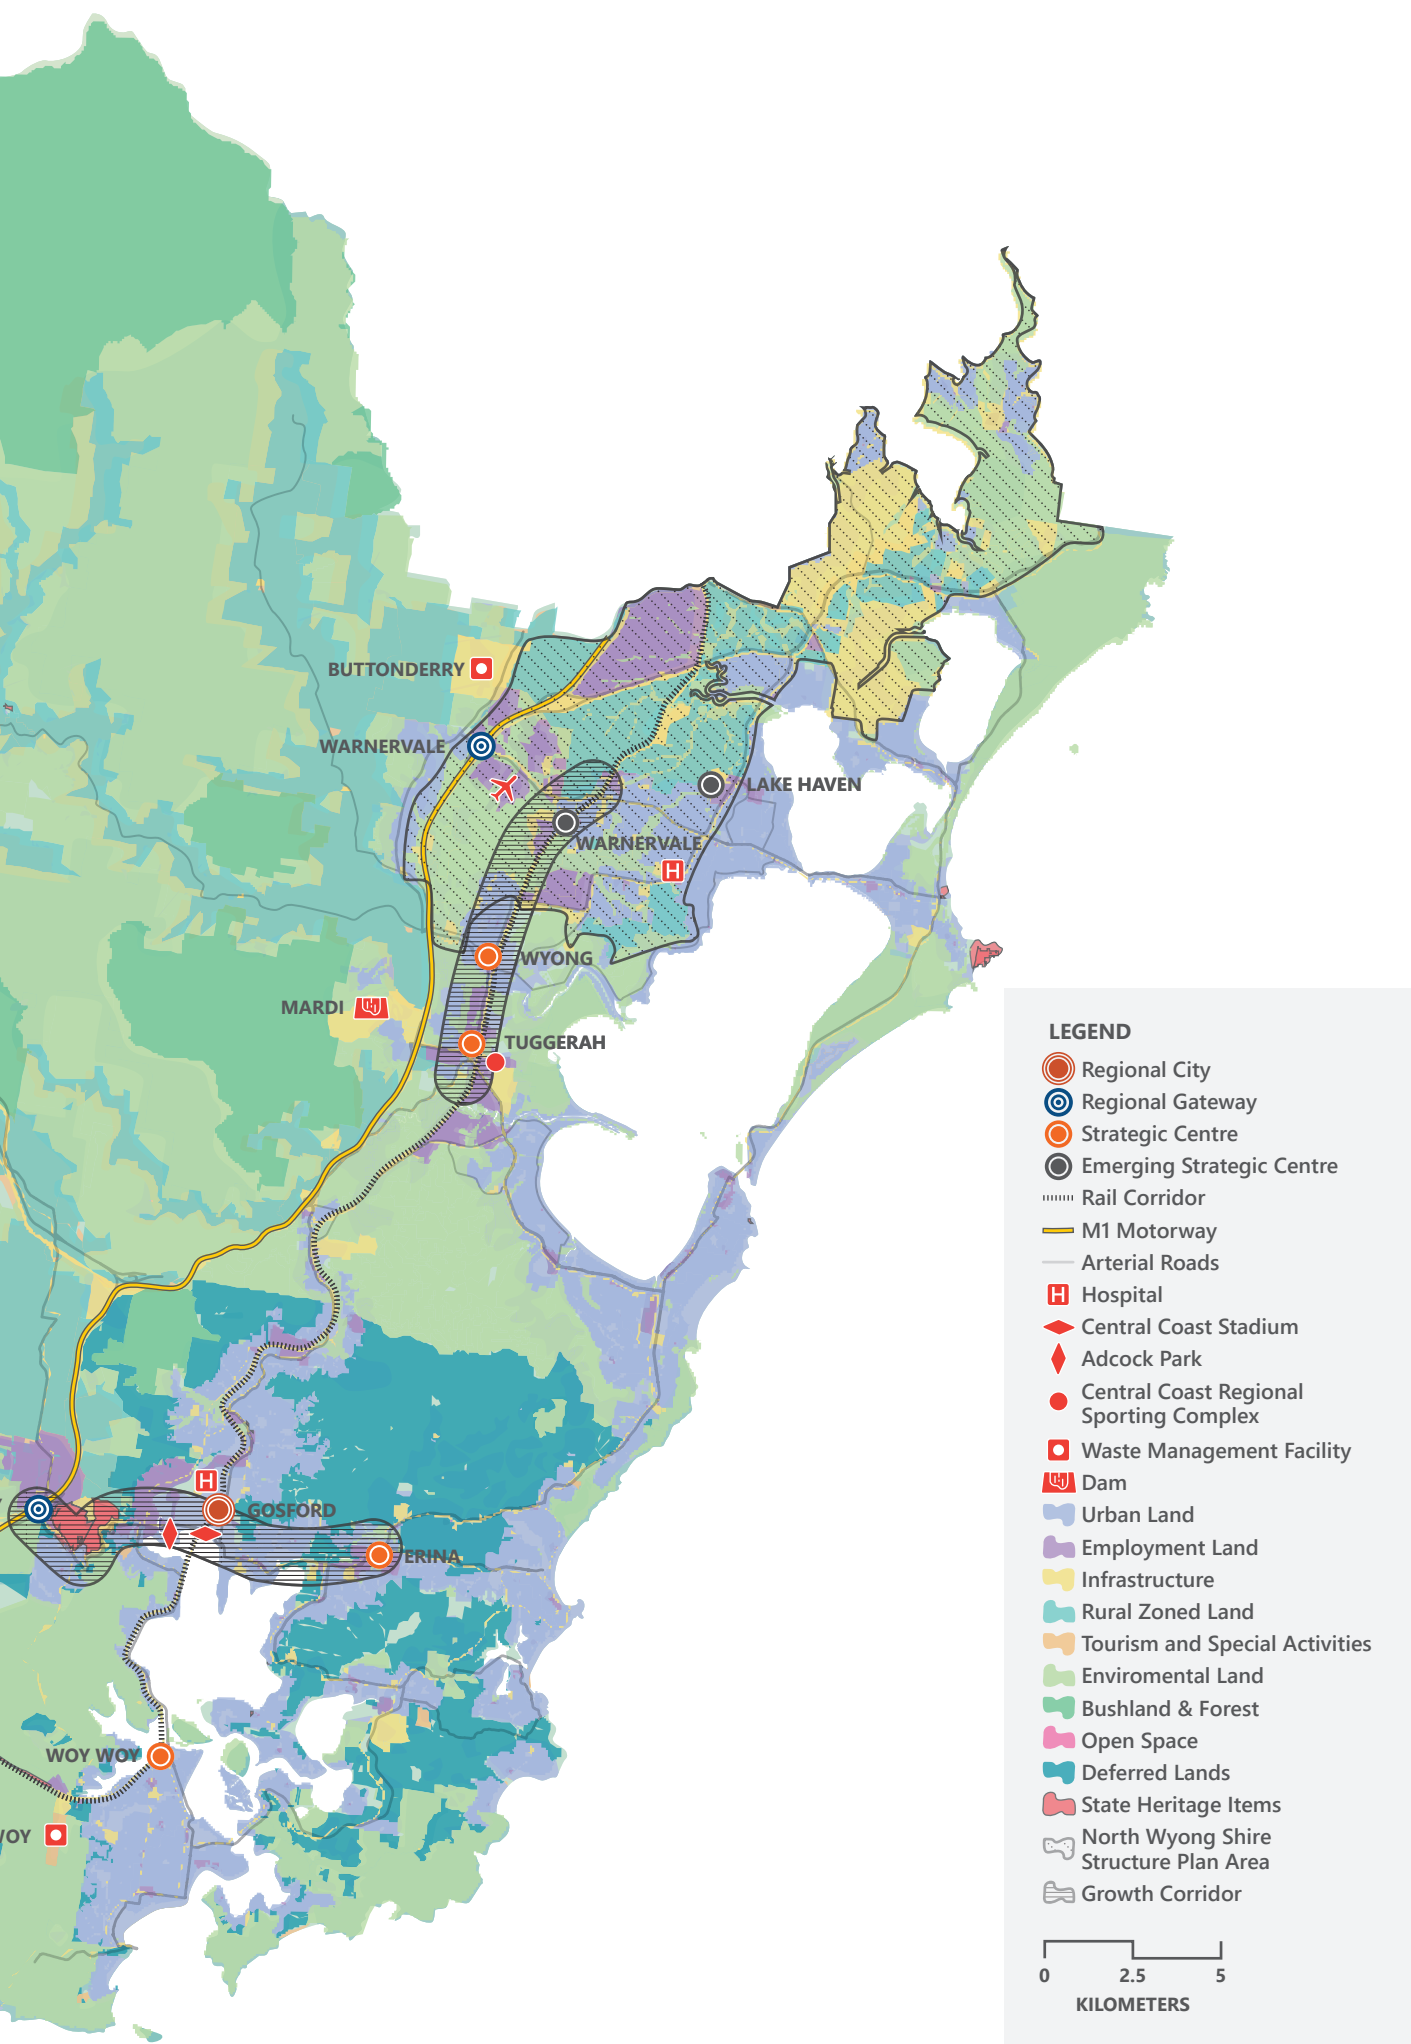 BUTTONDERRY
WARNERVALE
LAKE HAVEN
WARNERVALE
H
WYONG
MARDI
TUGGERAH
H
GOSFORD
ERINA
WOY WOY
WOY
LEGEND
Regional City
Regional Gateway
Strategic Centre
Emerging Strategic Centre
Rail Corridor
M1 Motorway
Arterial Roads
H Hospital
Central Coast Stadium
Adcock Park
Central Coast Regional
Sporting Complex
Waste Management Facility
Dam
Urban Land
Employment Land
Infrastructure
Rural Zoned Land
Tourism and Special Activities
Enviromental Land
Bushland & Forest
Open Space
Deferred Lands
State Heritage Items
North Wyong Shire
Structure Plan Area
Growth Corridor
0 2.5 5
KILOMETERS